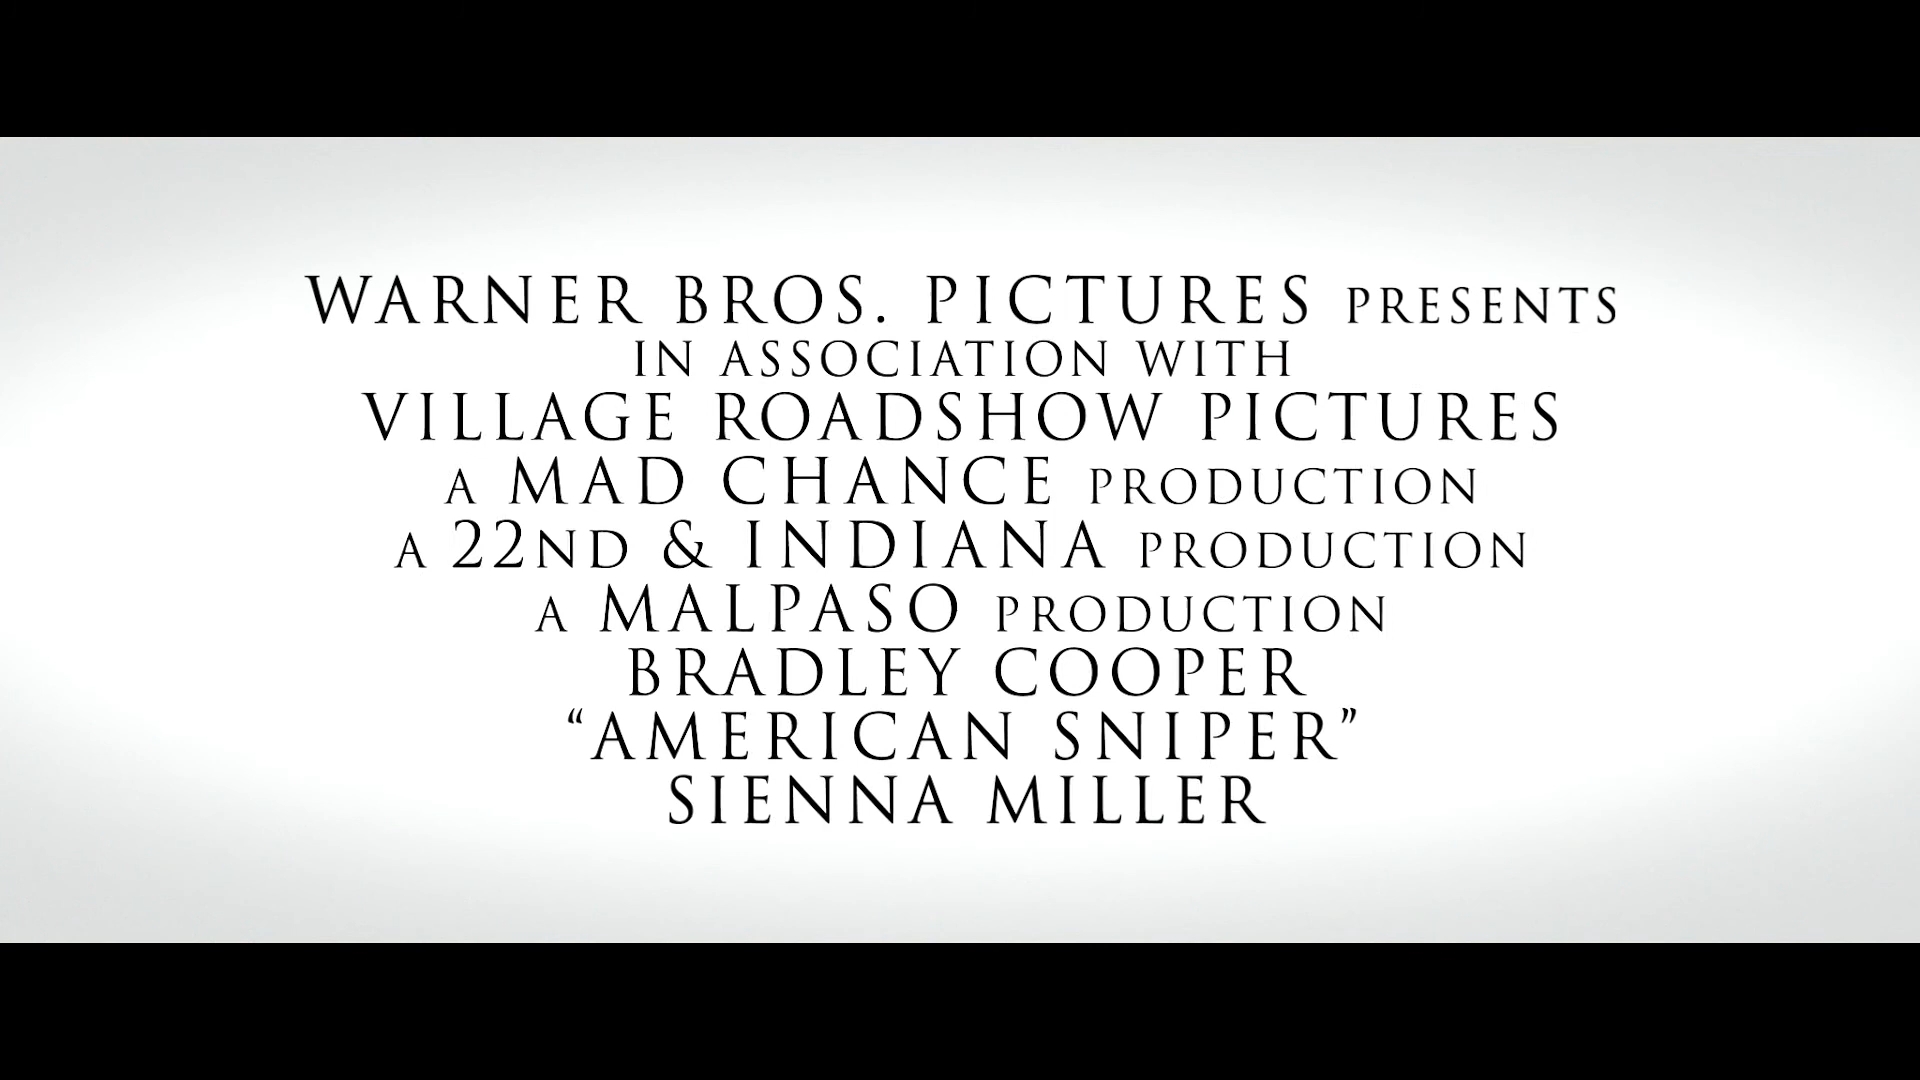 WARNER BROS. PICTURES PRESENTS
IN ASSOCIATION WITH
VILLAGE ROADSHOW PICTURES
A MAD CHANCE PRODUCTION
A 22ND & INDIANA PRODUCTION
A MALPASO PRODUCTION
BRADLEY COOPER
“AMERICAN SNIPER”
SIENNA MILLER